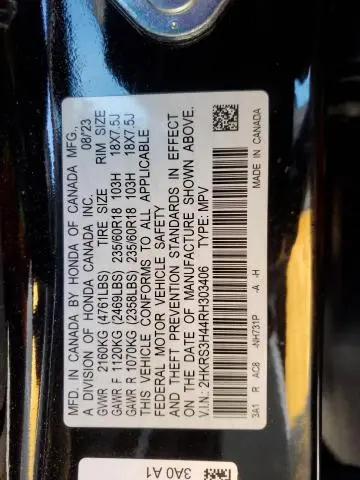 MFD. IN CANADA BY HONDA OF CANADA MFG.,
A DIVISION OF HONDA CANADA INC. 08/23
TIRE SIZE RIM SIZE
GVWR 2160KG (4761LBS)
GAWR F 1120KG (2469LBS) 235/60R18 103H 18X7.5J
GAWR R 1070KG (2358LBS) 235/60R18 103H 18X7.5J
THIS VEHICLE CONFORMS TO ALL APPLICABLE
FEDERAL MOTOR VEHICLE SAFETY
AND THEFT PREVENTION STANDARDS IN EFFECT
ON THE DATE OF MANUFACTURE SHOWN ABOVE.
V.I.N.: 2HKRS3H44RH303406 TYPE: MPV
-NH731P -A -H
3A1 R AC8 MADE IN CANADA
3A0 A1